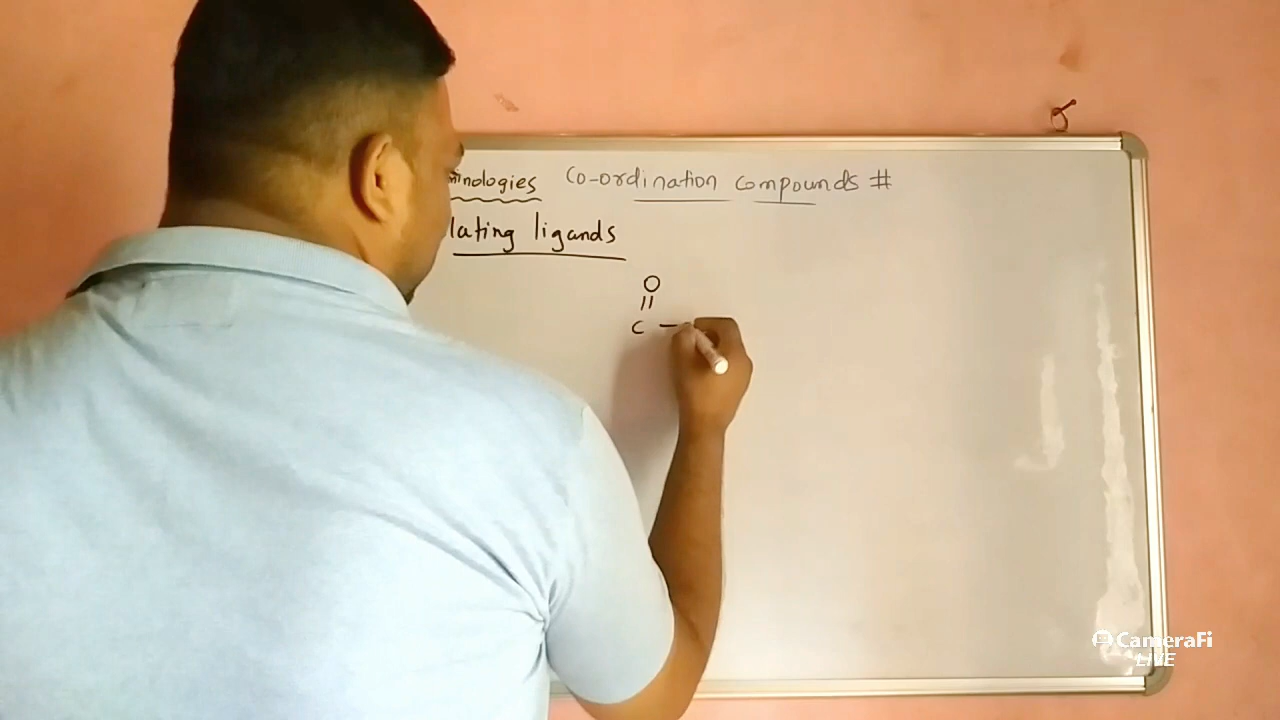 minologies Co-ordination compounds #
lating ligands
O
||
C —
CameraFi
LIVE